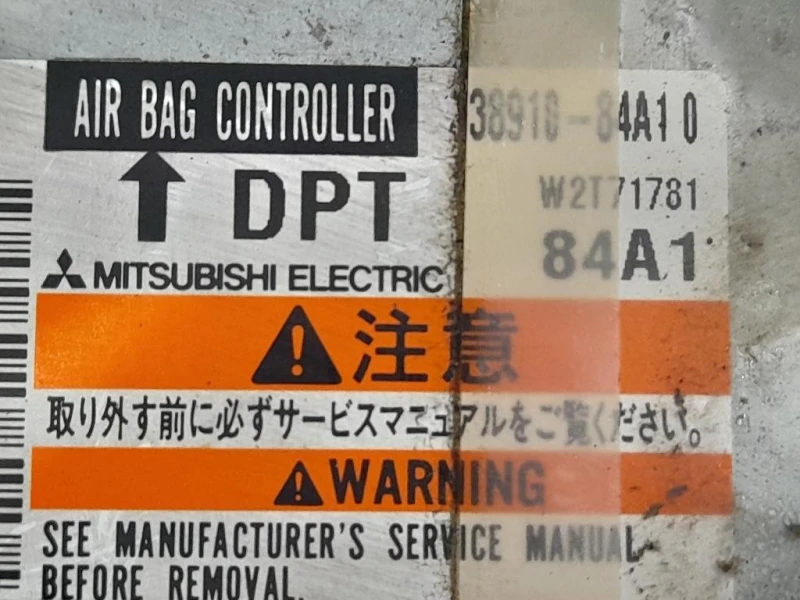 AIR BAG CONTROLLER 38910-84A10
DPT W2T71781
84A1
MITSUBISHI ELECTRIC
注意
取り外す前に必ずサービスマニュアルをご覧ください。
WARNING
SEE MANUFACTURER'S SERVICE MANUAL
BEFORE REMOVAL.